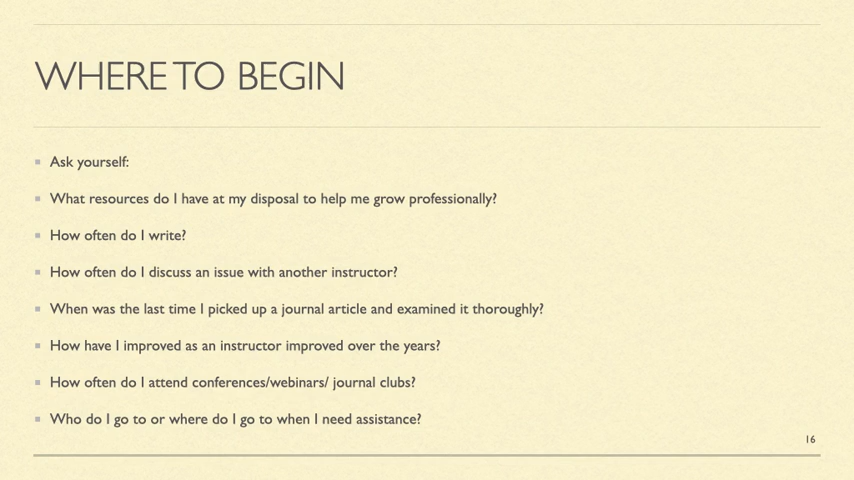 WHERE TO BEGIN
Ask yourself:
What resources do I have at my disposal to help me grow professionally?
How often do I write?
How often do I discuss an issue with another instructor?
When was the last time I picked up a journal article and examined it thoroughly?
How have I improved as an instructor improved over the years?
How often do I attend conferences/webinars/ journal clubs?
Who do I go to or where do I go to when I need assistance?
16